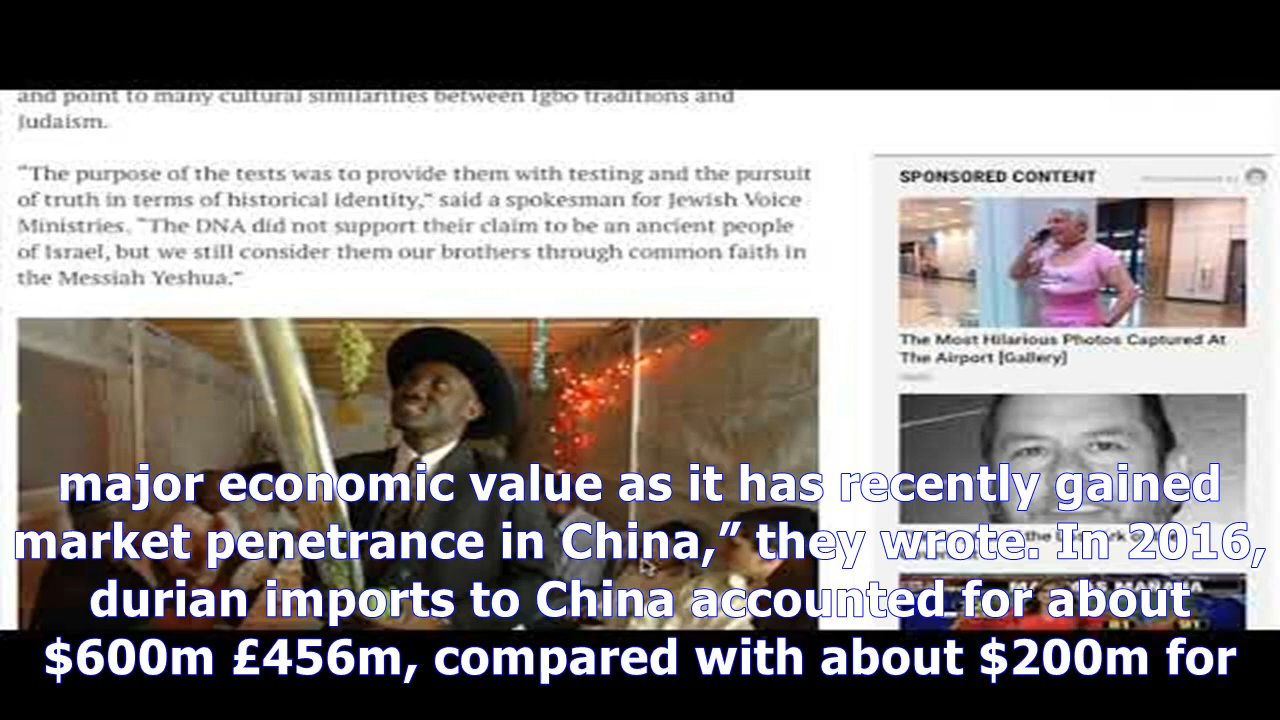 and point to many cultural similarities between Igbo traditions and
Judaism.
"The purpose of the tests was to provide them with testing and the pursuit
of truth in terms of historical identity," said a spokesman for Jewish Voice
Ministries. "The DNA did not support their claim to be an ancient people
of Israel, but we still consider them our brothers through common faith in
the Messiah Yeshua."
SPONSORED CONTENT
The Most Hilarious Photos Captured At
The Airport [Gallery]
major economic value as it has recently gained
market penetrance in China,” they wrote. In 2016,
durian imports to China accounted for about
$600m £456m, compared with about $200m for